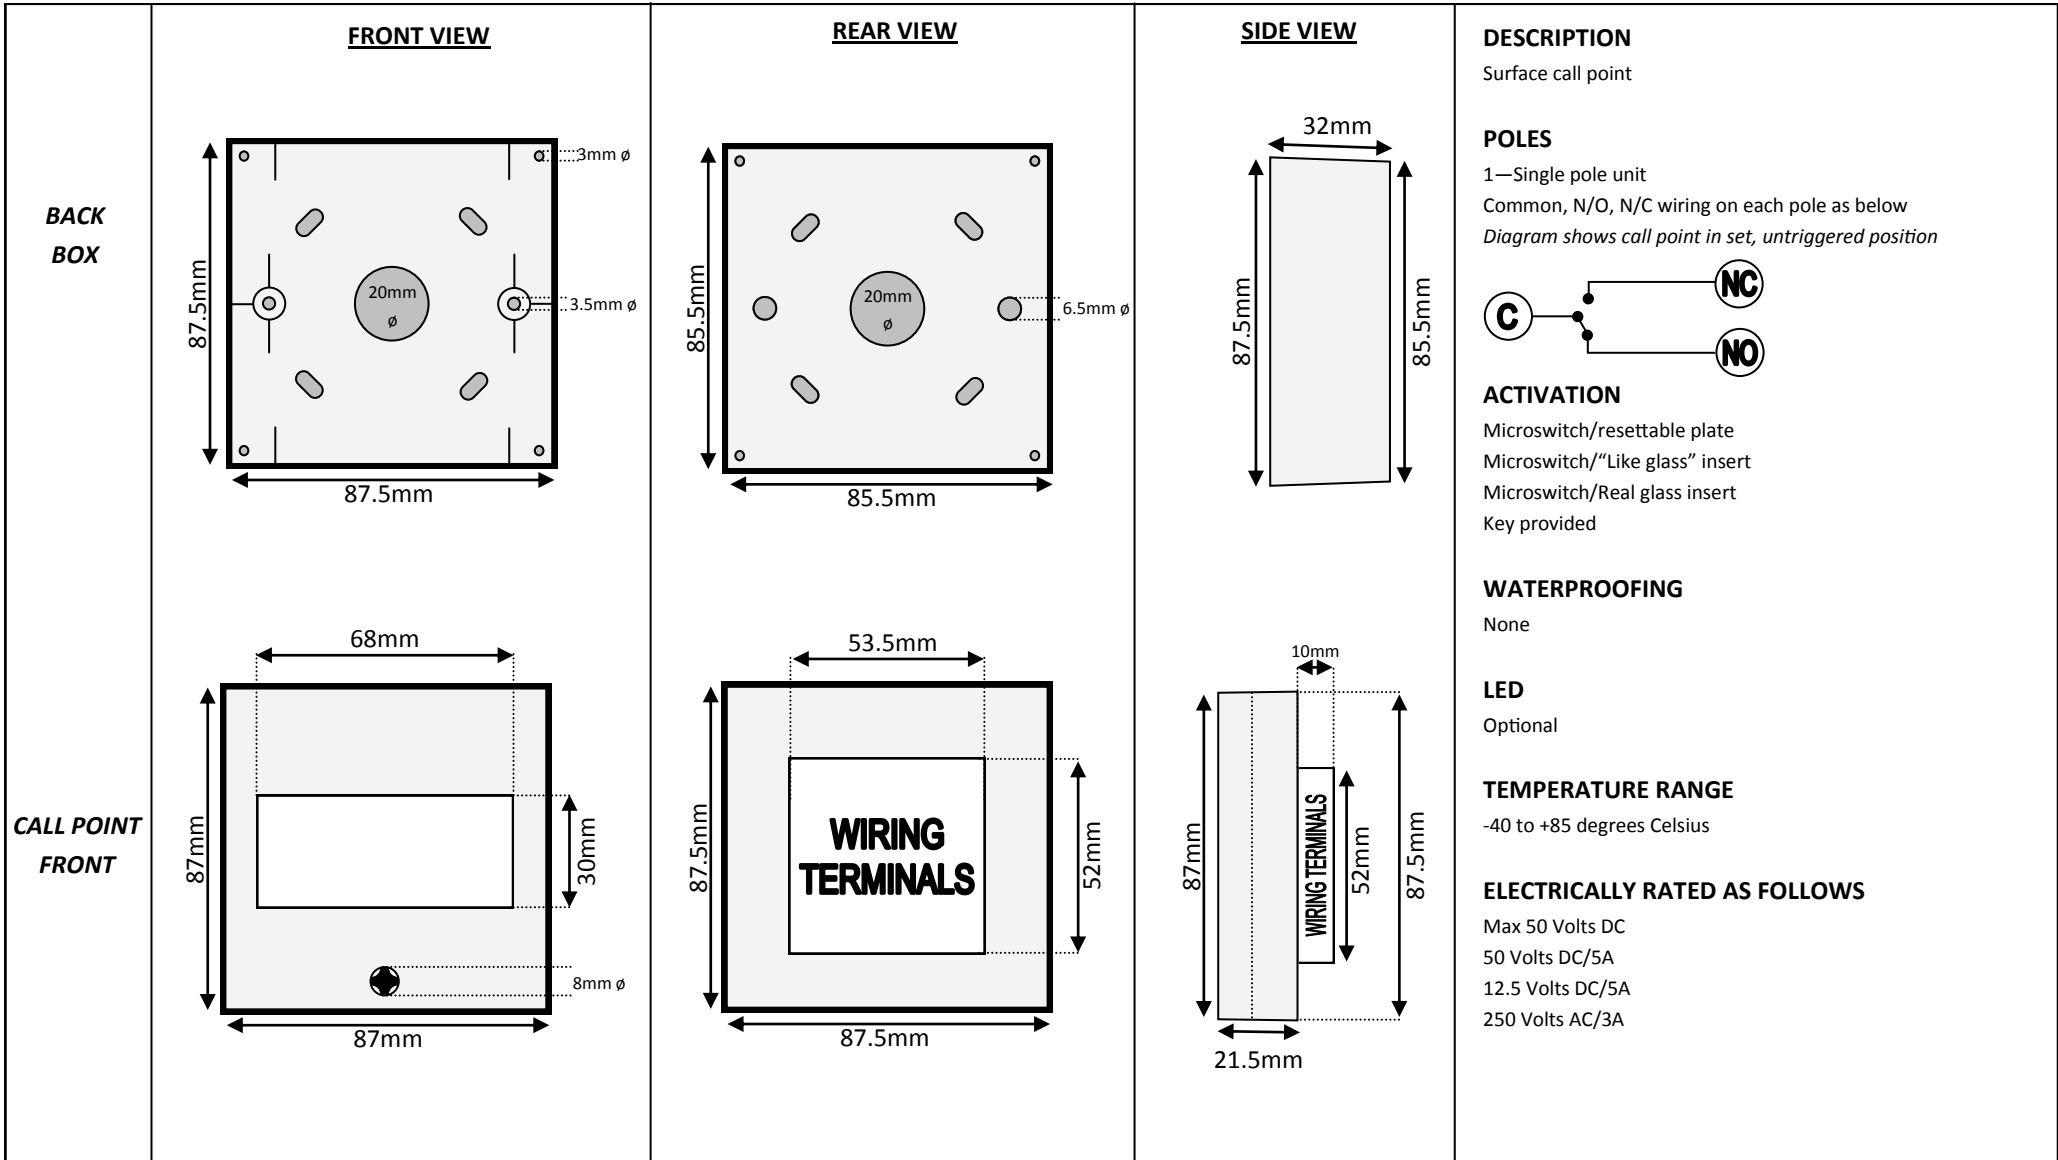 FRONT VIEW
REAR VIEW
SIDE VIEW
BACK
BOX
3mm ø
87.5mm
20mm
ø
3.5mm ø
87.5mm
85.5mm
20mm
ø
6.5mm ø
85.5mm
32mm
87.5mm
85.5mm
CALL POINT
FRONT
68mm
87mm
30mm
8mm ø
87mm
53.5mm
87.5mm
WIRING
TERMINALS
52mm
87.5mm
10mm
87mm
WIRING TERMINALS
52mm
87.5mm
21.5mm
DESCRIPTION
Surface call point
POLES
1—Single pole unit
Common, N/O, N/C wiring on each pole as below
Diagram shows call point in set, untriggered position
NC
C
NO
ACTIVATION
Microswitch/resettable plate
Microswitch/“Like glass” insert
Microswitch/Real glass insert
Key provided
WATERPROOFING
None
LED
Optional
TEMPERATURE RANGE
-40 to +85 degrees Celsius
ELECTRICALLY RATED AS FOLLOWS
Max 50 Volts DC
50 Volts DC/5A
12.5 Volts DC/5A
250 Volts AC/3A